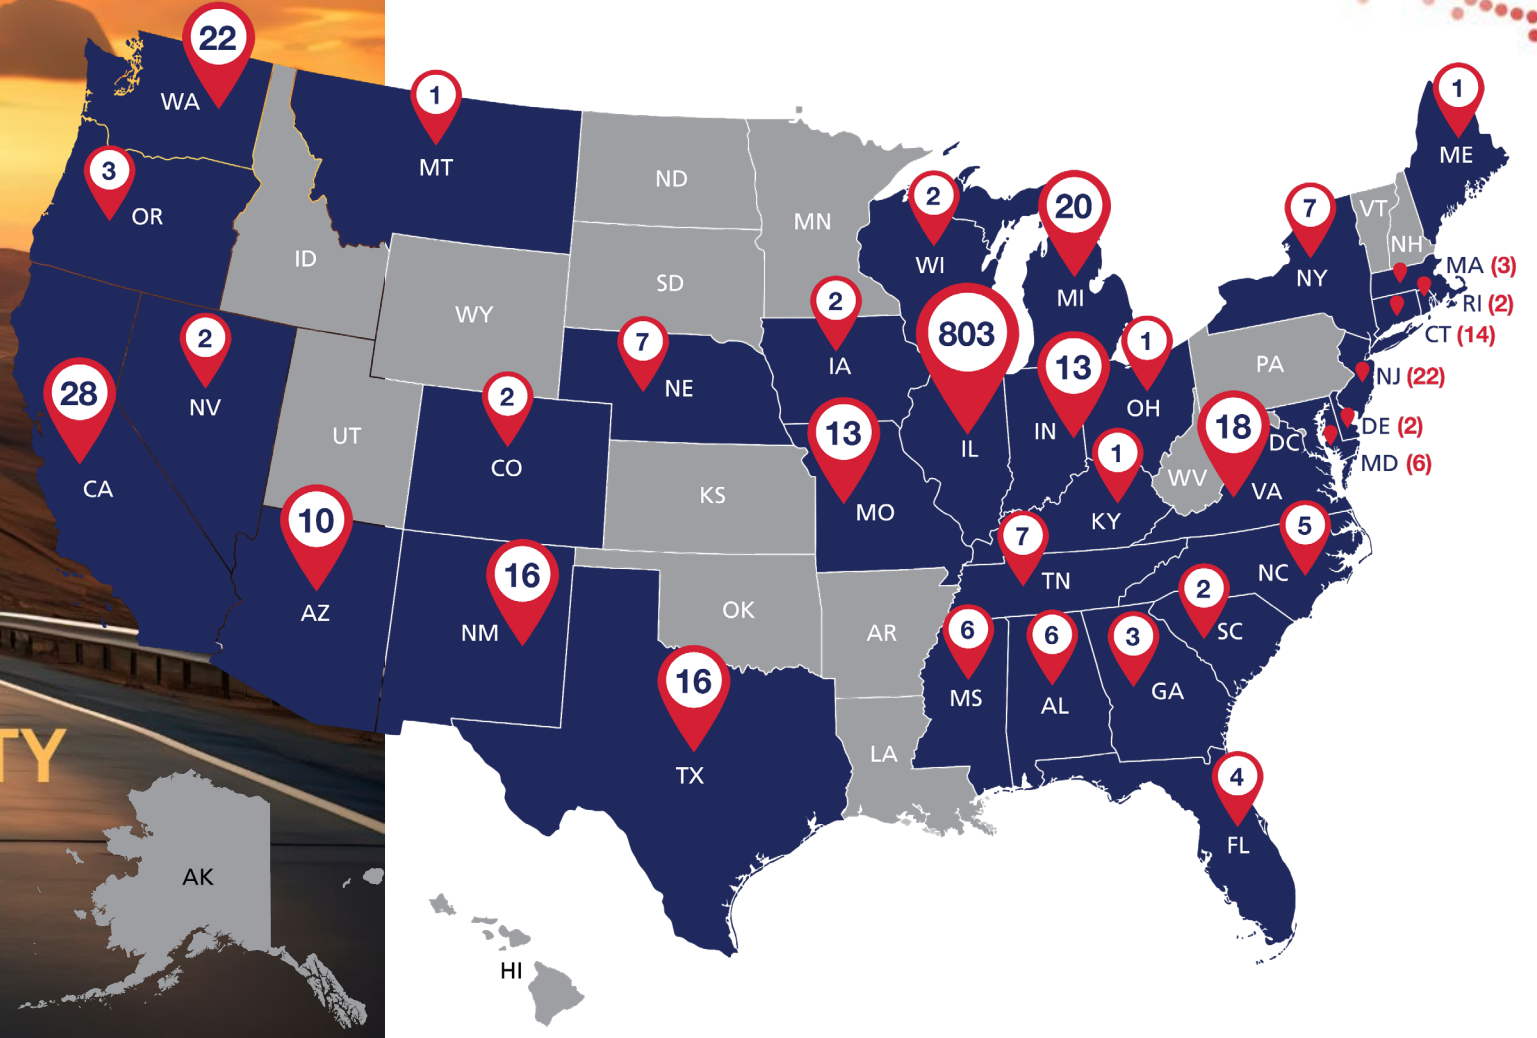 22
WA
1
MT
1
ME
3
OR
ND
MN
2
WI
20
MI
7
NY
VT
NH
MA (3)
RI (2)
CT (14)
ID
WY
SD
2
NV
7
NE
2
IA
803
IL
13
IN
1
OH
PA
NJ (22)
28
CA
UT
2
CO
KS
13
MO
1
KY
WV
18
VA
DC
DE (2)
MD (6)
10
AZ
16
NM
OK
AR
7
TN
5
NC
2
SC
6
MS
6
AL
3
GA
16
TX
LA
4
FL
TY
AK
HI